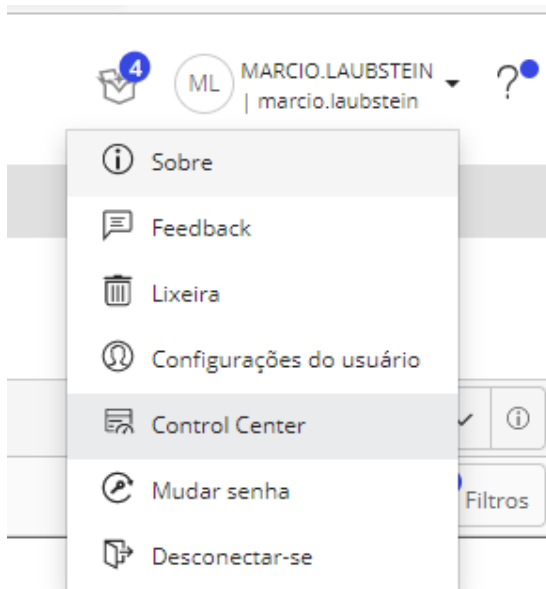 4
ML
MARCIO.LAUBSTEIN
| marcio.laubstein
?
Sobre
Feedback
Lixeira
Configurações do usuário
Control Center
Mudar senha
Filtros
Desconectar-se